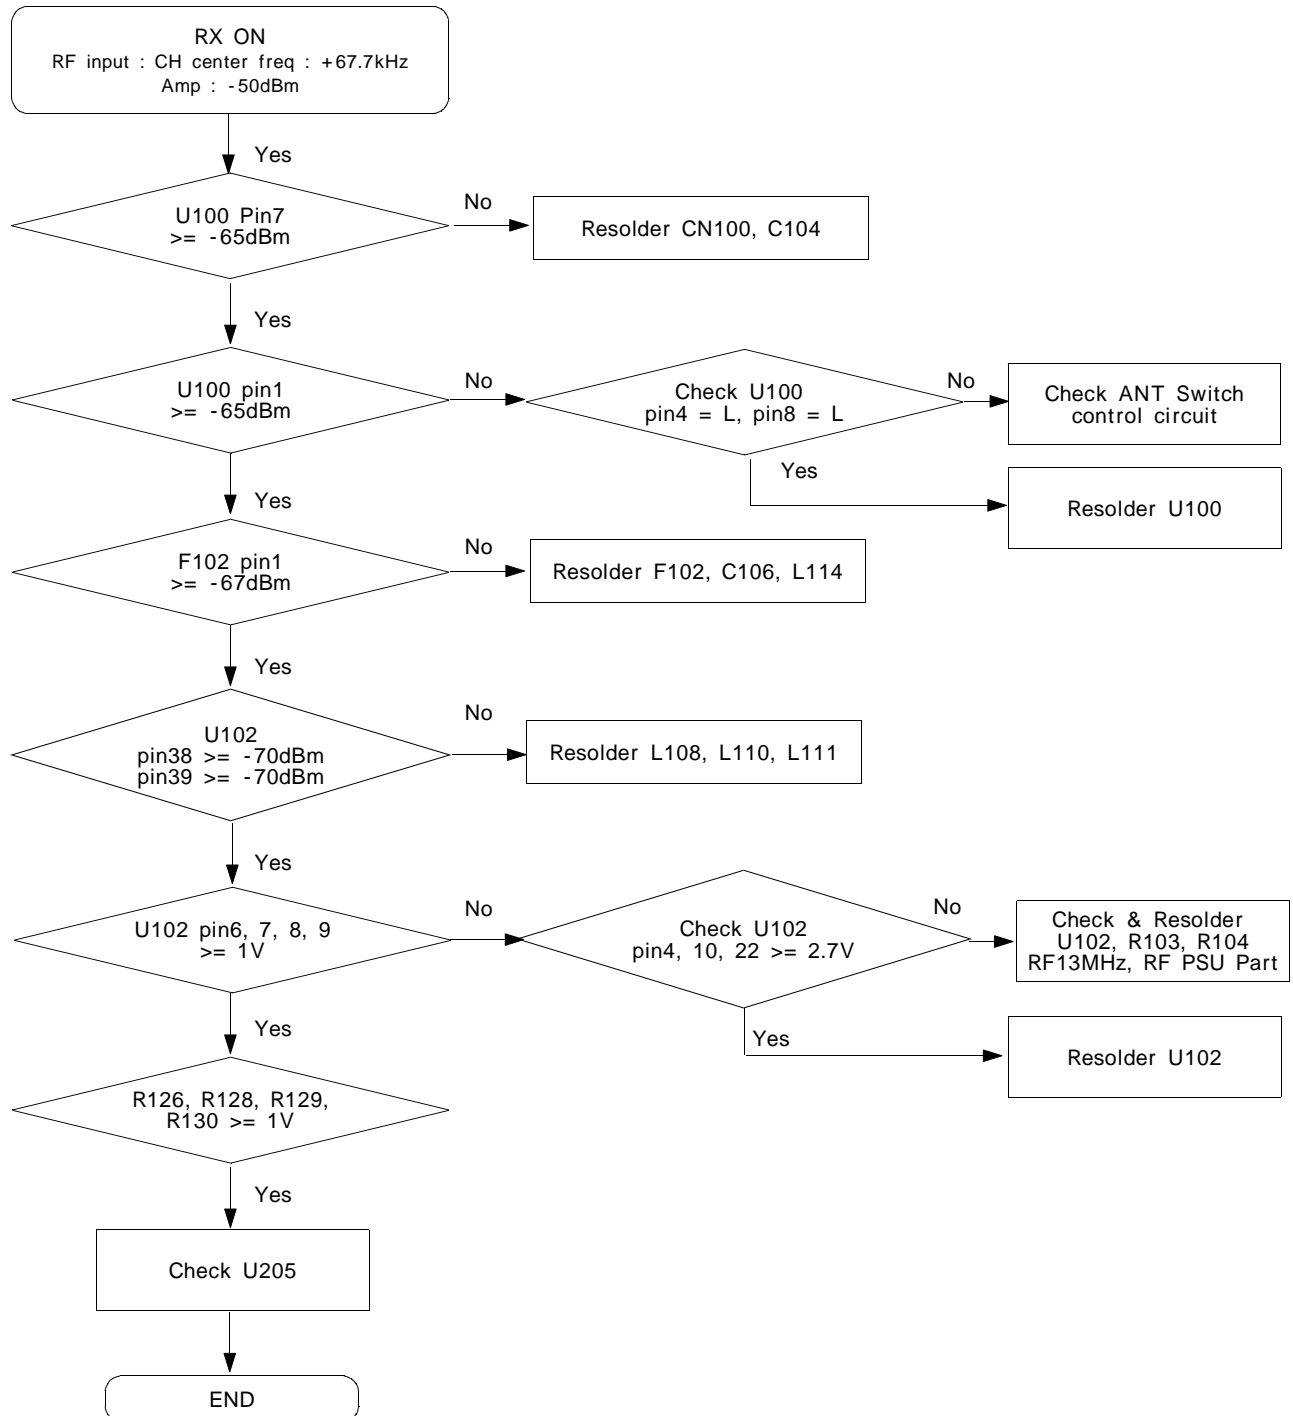 RX ON
RF input : CH center freq : +67.7kHz
Amp : -50dBm
Yes
U100 Pin7
>= -65dBm
No
Resolder CN100, C104
Yes
U100 pin1
>= -65dBm
No
Check U100
pin4 = L, pin8 = L
No
Check ANT Switch
control circuit
Yes
Resolder U100
Yes
F102 pin1
>= -67dBm
No
Resolder F102, C106, L114
Yes
U102
pin38 >= -70dBm
pin39 >= -70dBm
No
Resolder L108, L110, L111
Yes
U102 pin6, 7, 8, 9
>= 1V
No
Check U102
pin4, 10, 22 >= 2.7V
No
Check & Resolder
U102, R103, R104
RF13MHz, RF PSU Part
Yes
Resolder U102
Yes
R126, R128, R129,
R130 >= 1V
Yes
Check U205
END